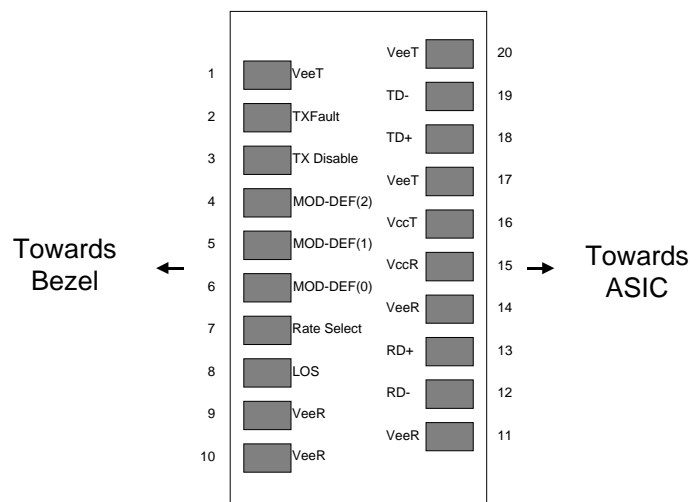 VeeT 20
1 VeeT
TD- 19
2 TXFault
TD+ 18
3 TX Disable
VeeT 17
4 MOD-DEF(2)
VccT 16
5 MOD-DEF(1)
Towards
Bezel
VccR 15
Towards
ASIC
6 MOD-DEF(0)
VeeR 14
7 Rate Select
RD+ 13
8 LOS
RD- 12
9 VeeR
VeeR 11
10 VeeR